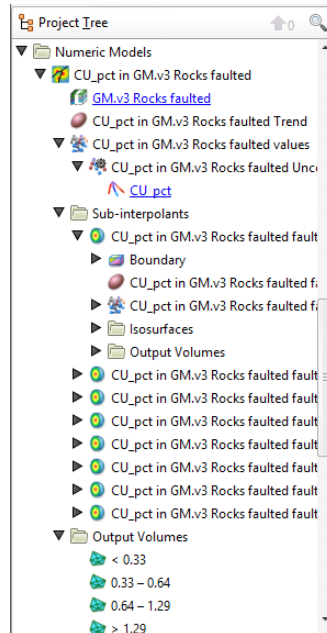 Project Tree
0
Numeric Models
CU_pct in GM.v3 Rocks faulted
GM.v3 Rocks faulted
CU_pct in GM.v3 Rocks faulted Trend
CU_pct in GM.v3 Rocks faulted values
CU_pct in GM.v3 Rocks faulted Unco
CU_pct
Sub-interpolants
CU_pct in GM.v3 Rocks faulted fault
Boundary
CU_pct in GM.v3 Rocks faulted fa
CU_pct in GM.v3 Rocks faulted fa
Isosurfaces
Output Volumes
CU_pct in GM.v3 Rocks faulted fault
CU_pct in GM.v3 Rocks faulted fault
CU_pct in GM.v3 Rocks faulted fault
CU_pct in GM.v3 Rocks faulted fault
CU_pct in GM.v3 Rocks faulted fault
CU_pct in GM.v3 Rocks faulted fault
CU_pct in GM.v3 Rocks faulted fault
Output Volumes
< 0.33
0.33 – 0.64
0.64 – 1.29
> 1.29